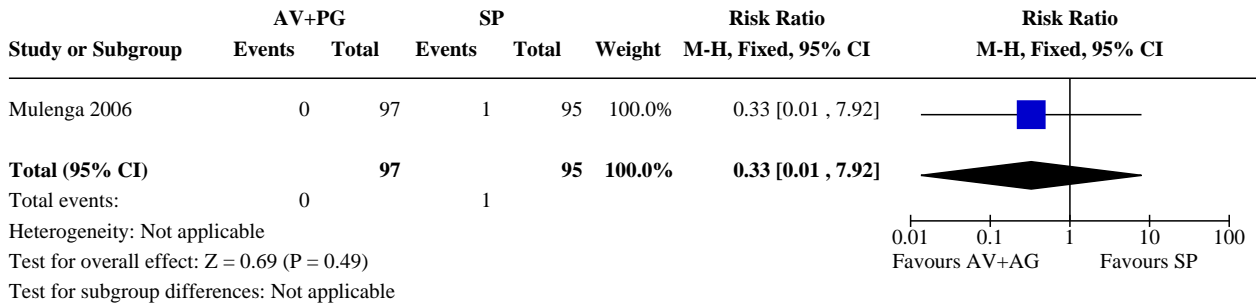 AV+PG SP Risk Ratio Risk Ratio
Study or Subgroup Events Total Events Total Weight M-H, Fixed, 95% CI M-H, Fixed, 95% CI
Mulenga 2006 0 97 1 95 100.0% 0.33 [0.01 , 7.92]
Total (95% CI) 97 95 100.0% 0.33 [0.01 , 7.92]
Total events: 0 1
Heterogeneity: Not applicable
0.01 0.1 1 10 100
Test for overall effect: Z = 0.69 (P = 0.49)
Favours AV+AG Favours SP
Test for subgroup differences: Not applicable